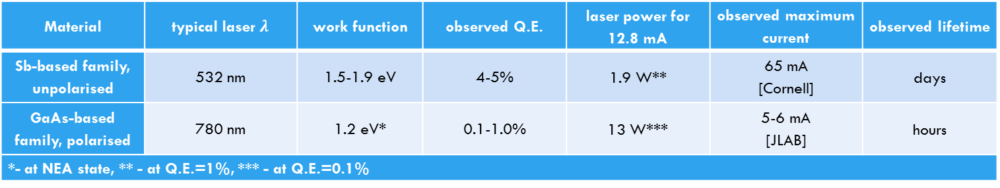 Material
typical laser λ
work function
observed Q.E.
laser power for
12.8 mA
observed maximum
current
observed lifetime
Sb-based family,
unpolarised
532 nm
1.5-1.9 eV
4-5%
1.9 W**
65 mA
[Cornell]
days
GaAs-based
family, polarised
780 nm
1.2 eV*
0.1-1.0%
13 W***
5-6 mA
[JLAB]
hours
*- at NEA state, ** - at Q.E.=1%, *** - at Q.E.=0.1%